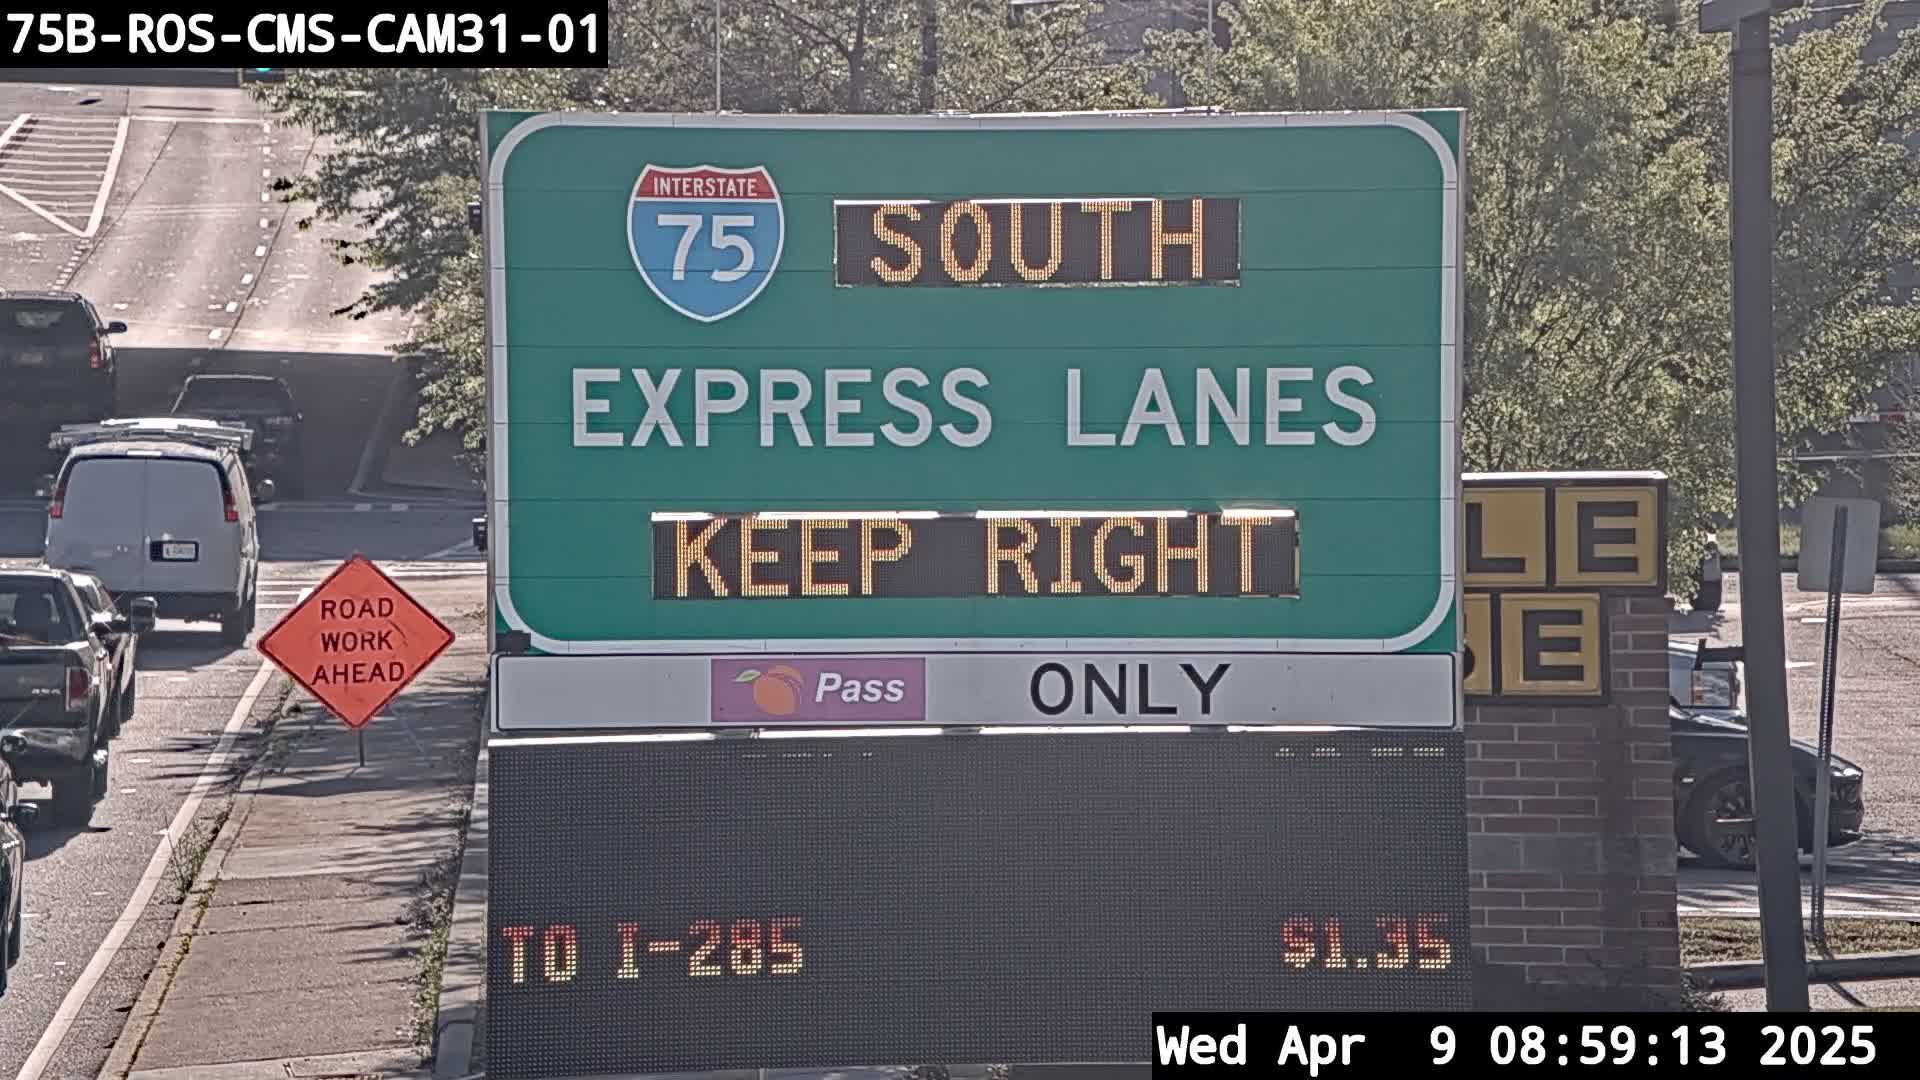 75B-ROS-CMS-CAM31-01
INTERSTATE
75
SOUTH
EXPRESS LANES
KEEP RIGHT
Pass
ONLY
TO I-285 $1.35
ROAD
WORK
AHEAD
LE
E
Wed Apr 9 08:59:13 2025